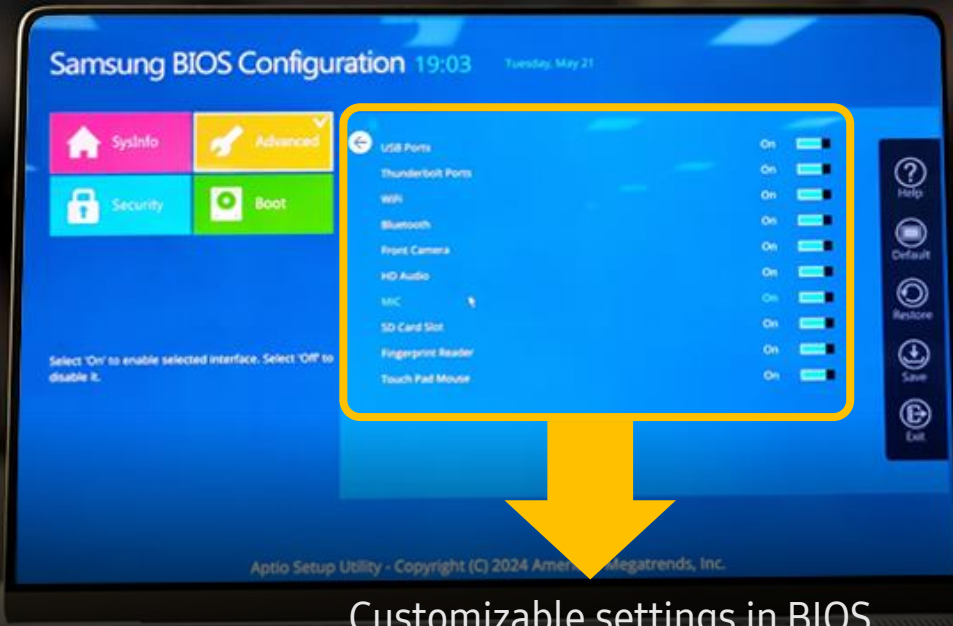 Samsung BIOS Configuration 19:03 Tuesday, May 21
SysInfo
Advanced
Security
Boot
Select 'On' to enable selected interface. Select 'Off' to
disable it.
USB Ports On
Thunderbolt Ports On
WiFi On
Bluetooth On
Front Camera On
HD Audio On
MIC On
SD Card Slot On
Fingerprint Reader On
Touch Pad Mouse On
Help
Default
Restore
Save
Exit
Aptio Setup Utility - Copyright (C) 2024 Megatrends, Inc.
Customizable settings in BIOS